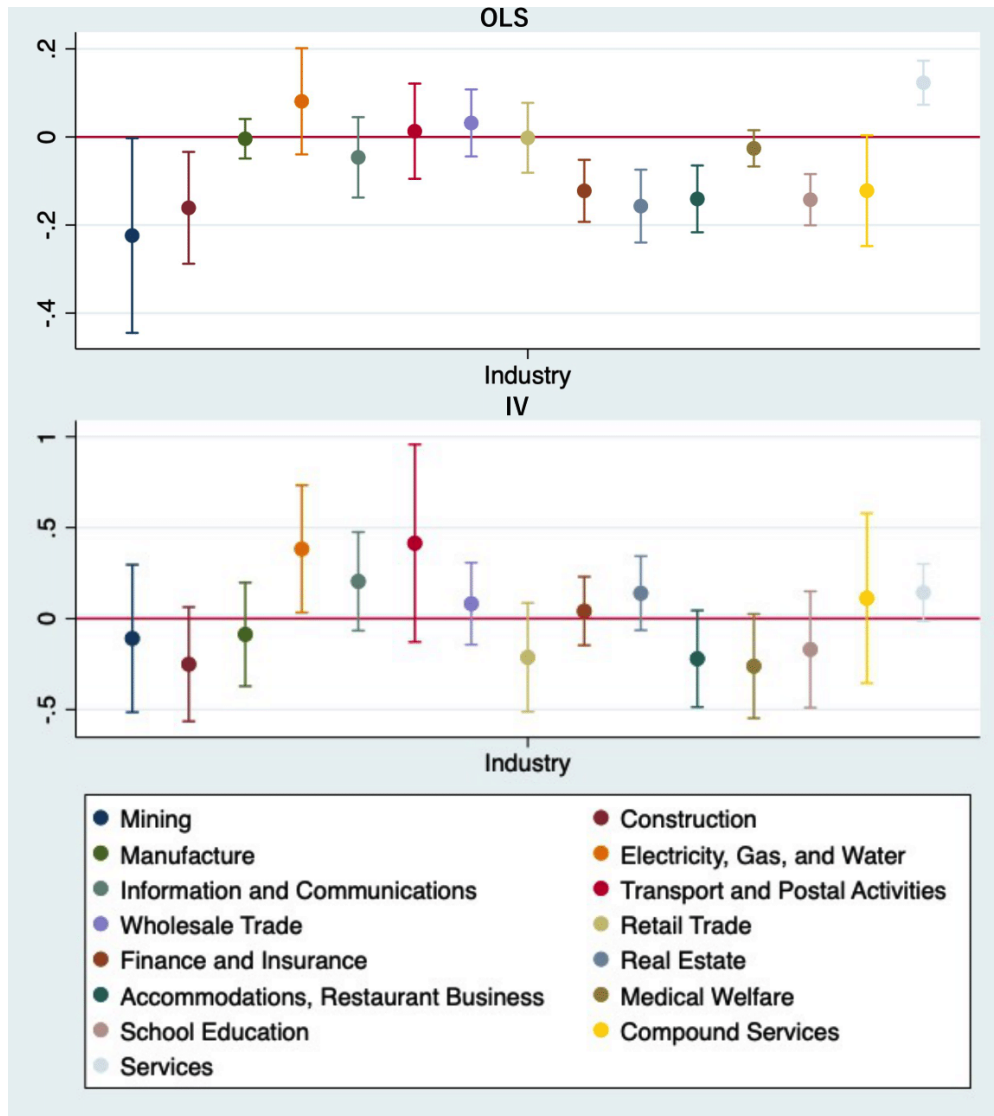 OLS
.2
0
-.2
-.4
Industry
IV
1
.5
0
-.5
Industry
Mining
Construction
Manufacture
Electricity, Gas, and Water
Information and Communications
Transport and Postal Activities
Wholesale Trade
Retail Trade
Finance and Insurance
Real Estate
Accommodations, Restaurant Business
Medical Welfare
School Education
Compound Services
Services